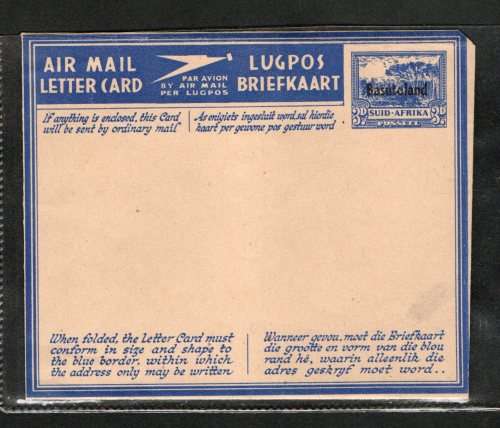 AIR MAIL
LETTER CARD
PAR AVION
BY AIR MAIL
PER LUGPOS
LUGPOS
BRIEFKAART
Basutoland
3D SUID-AFRIKA 3D
POSSEEL
If anything is enclosed, this Card
will be sent by ordinary mail
As enigiets ingesluit word, sal hierdie
kaart per gewone pos gestuur word
When folded, the Letter Card must
conform in size and shape to
the blue border, within which
the address only may be written
Wanneer gevou, moet die Briefkaart
die grootte en vorm van die blou
rand hê, waarin alleenlik die
adres geskryf moet word..